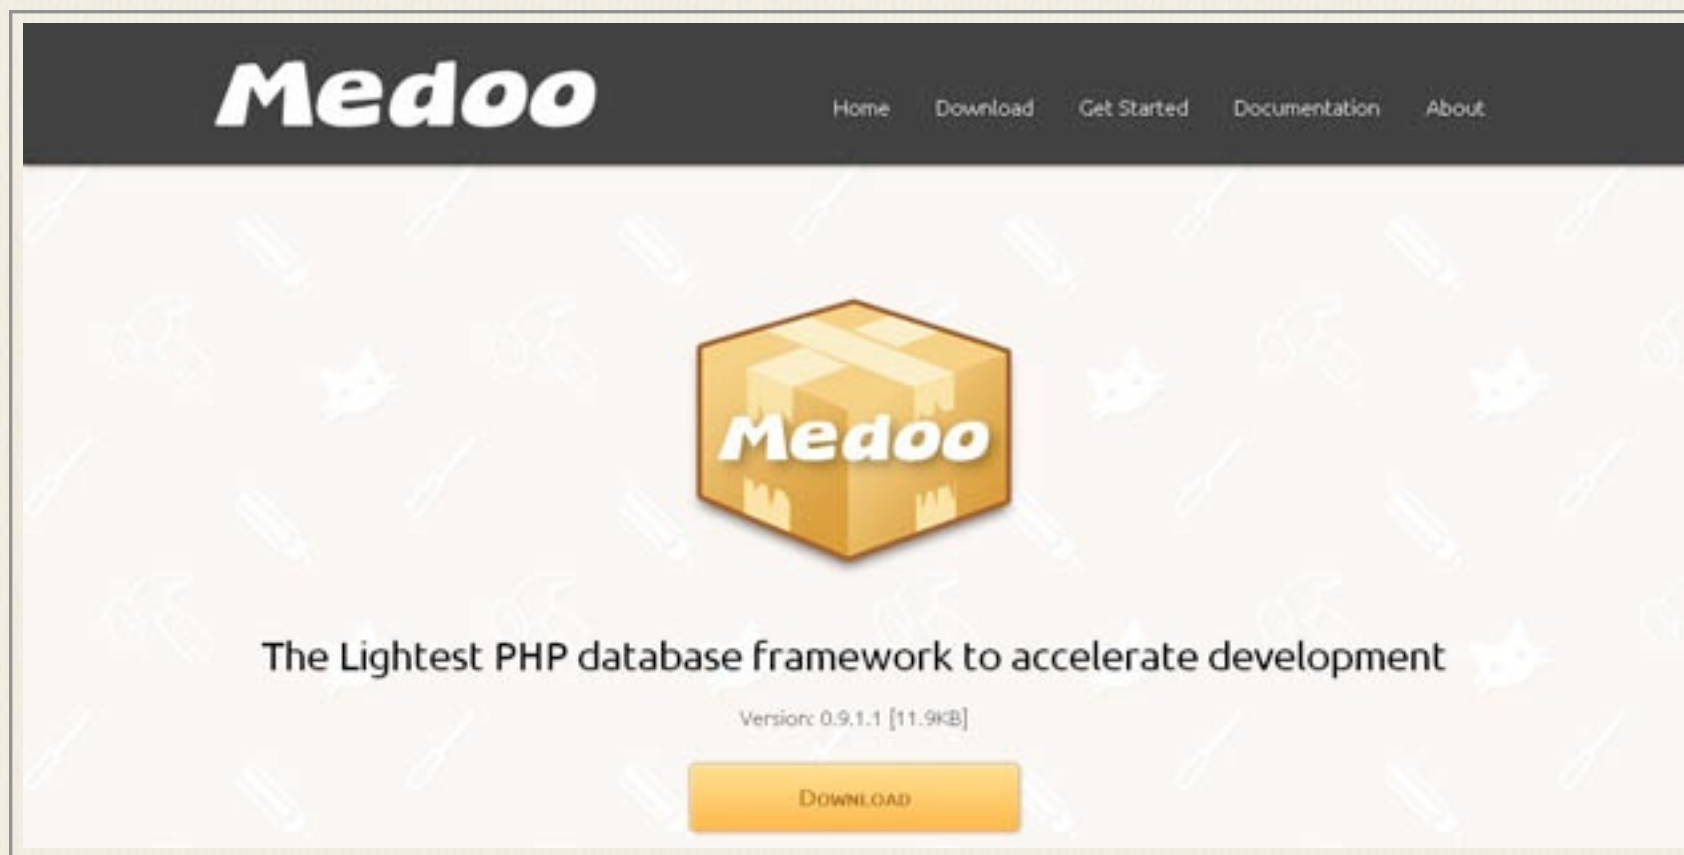 Medoo
Home Download Get Started Documentation About
Medoo
The Lightest PHP database framework to accelerate development
Version: 0.9.1.1 [11.9KB]
Download